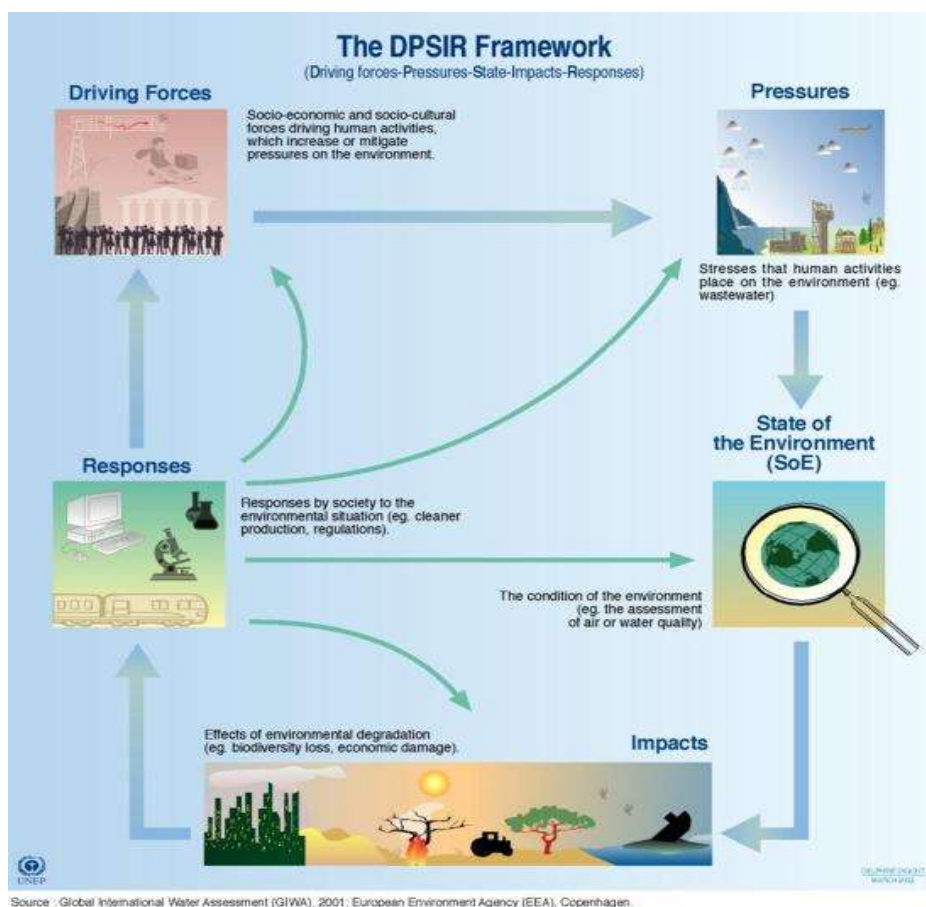 The DPSIR Framework
(Driving forces-Pressures-State-Impacts-Responses)
Driving Forces
Socio-economic and socio-cultural
forces driving human activities,
which increase or mitigate
pressures on the environment.
Pressures
Stresses that human activities
place on the environment (eg.
wastewater)
State of
the Environment
(SoE)
Responses
Responses by society to the
environmental situation (eg. cleaner
production, regulations).
The condition of the environment
(eg. the assessment
of air or water quality)
Effects of environmental degradation
(eg. biodiversity loss, economic damage).
Impacts
UNEP
MARCH 2002
Source : Global International Water Assessment (GIWA), 2001; European Environment Agency (EEA), Copenhagen.